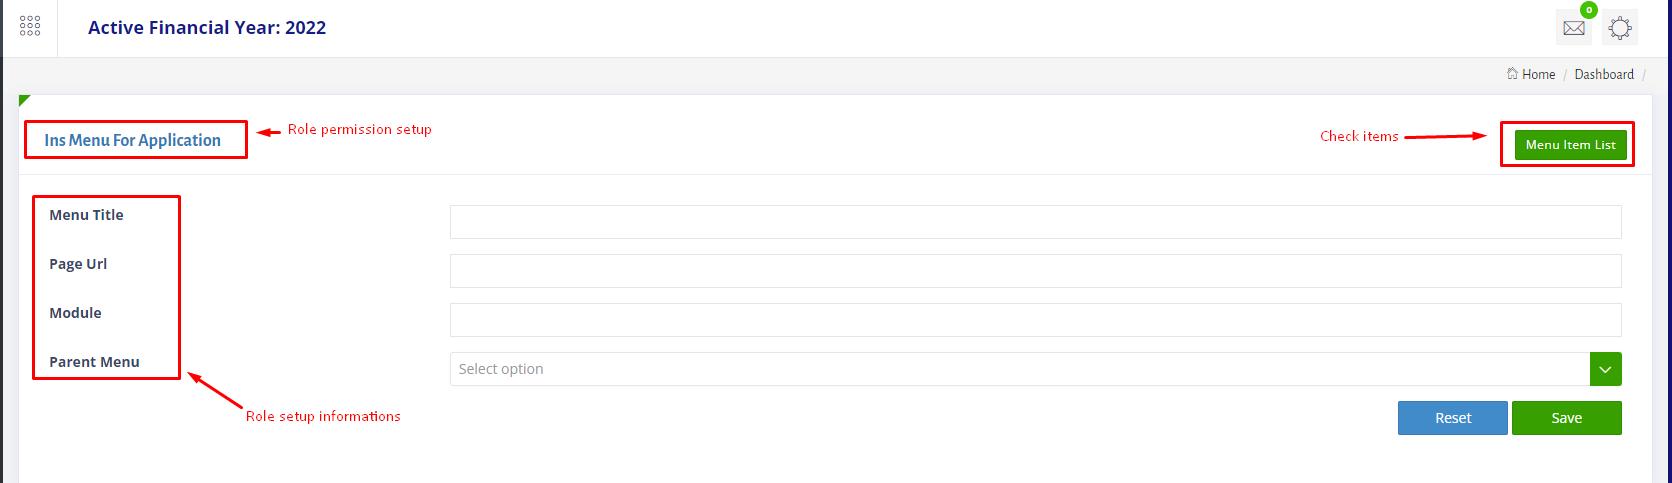 Active Financial Year: 2022
0
Home / Dashboard /
Ins Menu For Application
Role permission setup
Check items
Menu Item List
Menu Title
Page Url
Module
Parent Menu
Select option
Role setup informations
Reset
Save